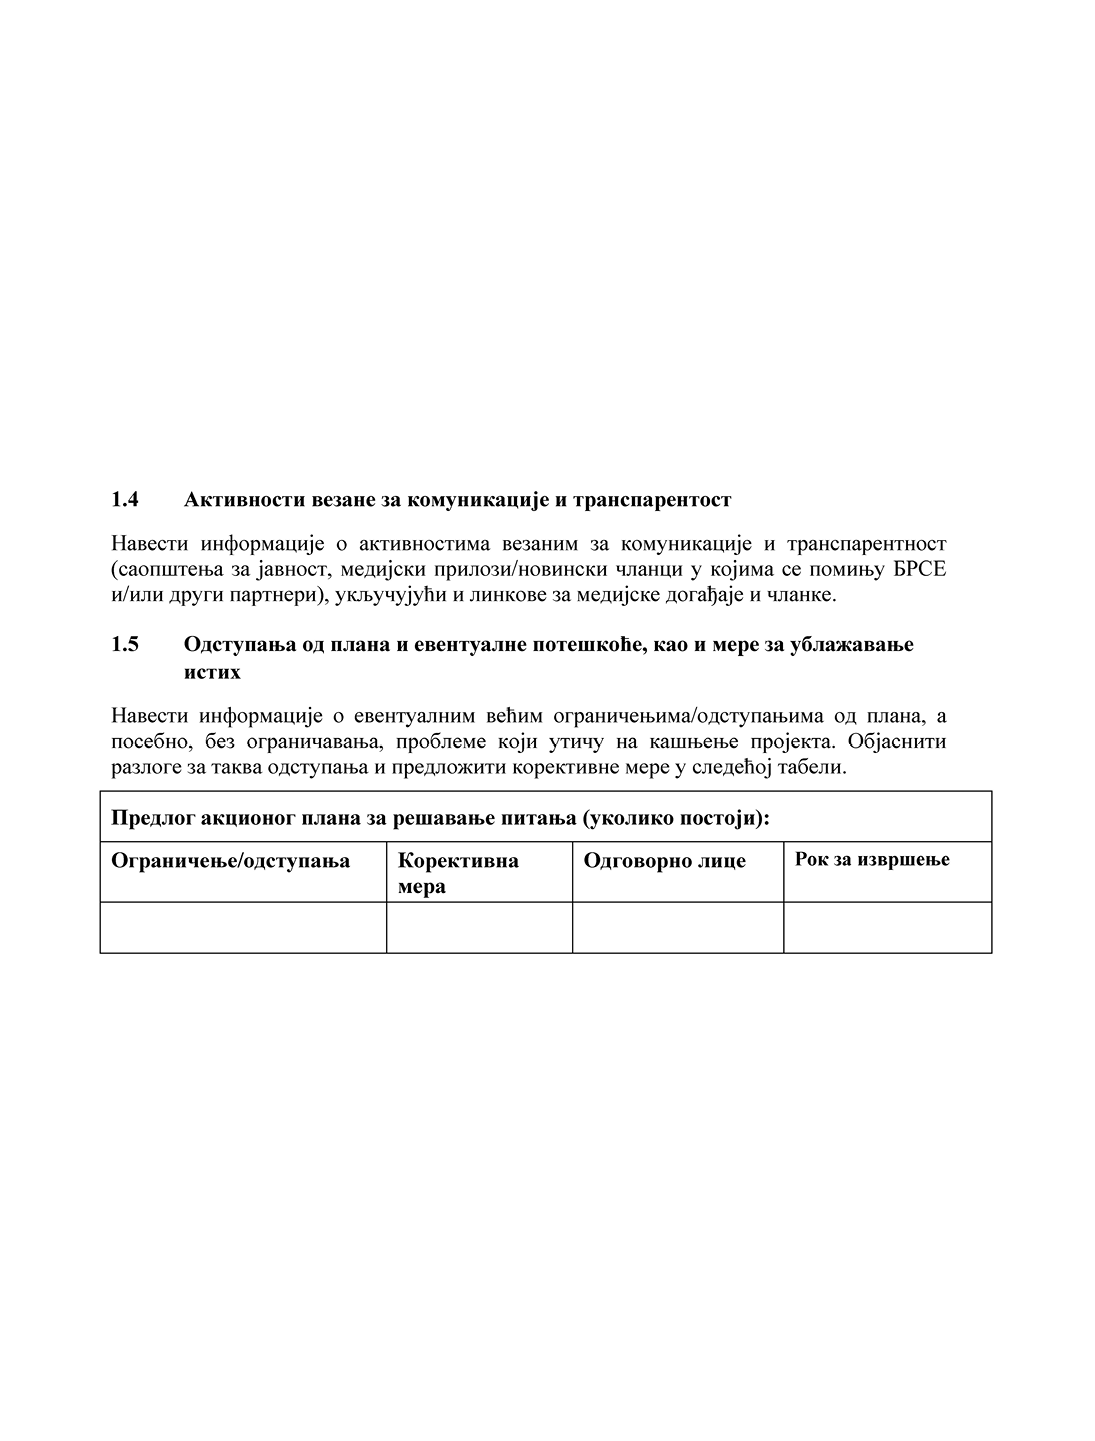 1.4 Активности везане за комуникације и транспарентост
Навести информације о активностима везаним за комуникације и транспарентност
(саопштења за јавност, медијски прилози/новински чланци у којима се помињу БРСЕ
и/или други партнери), укључујући и линкове за медијске догађаје и чланке.
1.5 Одступања од плана и евентуалне потешкоће, као и мере за ублажавање
истих
Навести информације о евентуалним већим ограничењима/одступањима од плана, а
посебно, без ограничавања, проблеме који утичу на кашњење пројекта. Објаснити
разлоге за таква одступања и предложити корективне мере у следећој табели.
Предлог акционог плана за решавање питања (уколико постоји):
Ограничење/одступања Корективна Одговорно лице Рок за извршење
мера